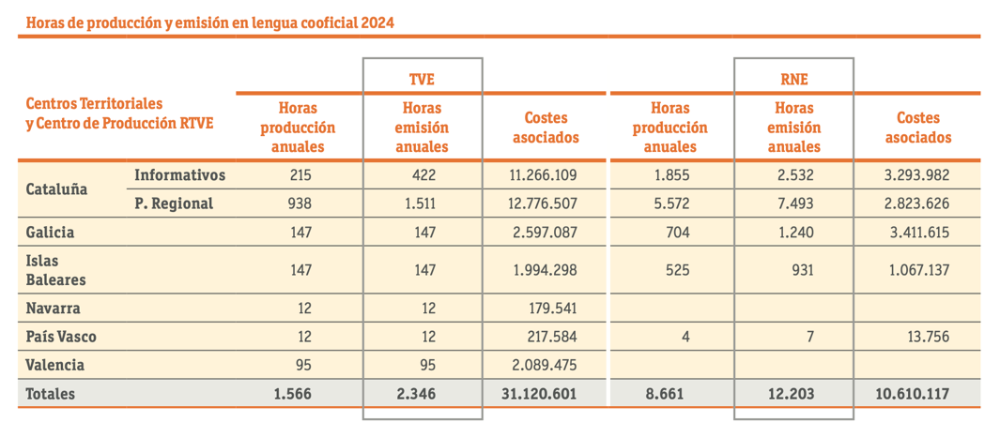 Horas de producción y emisión en lengua cooficial 2024
TVE RNE
Centros Territoriales
y Centro de Producción RTVE
Horas producción anuales Horas emisión anuales Costes asociados Horas producción anuales Horas emisión anuales Costes asociados
Cataluña Informativos 215 422 11.266.109 1.855 2.532 3.293.982
P. Regional 938 1.511 12.776.507 5.572 7.493 2.823.626
Galicia 147 147 2.597.087 704 1.240 3.411.615
Islas Baleares 147 147 1.994.298 525 931 1.067.137
Navarra 12 12 179.541
País Vasco 12 12 217.584 4 7 13.756
Valencia 95 95 2.089.475
Totales 1.566 2.346 31.120.601 8.661 12.203 10.610.117